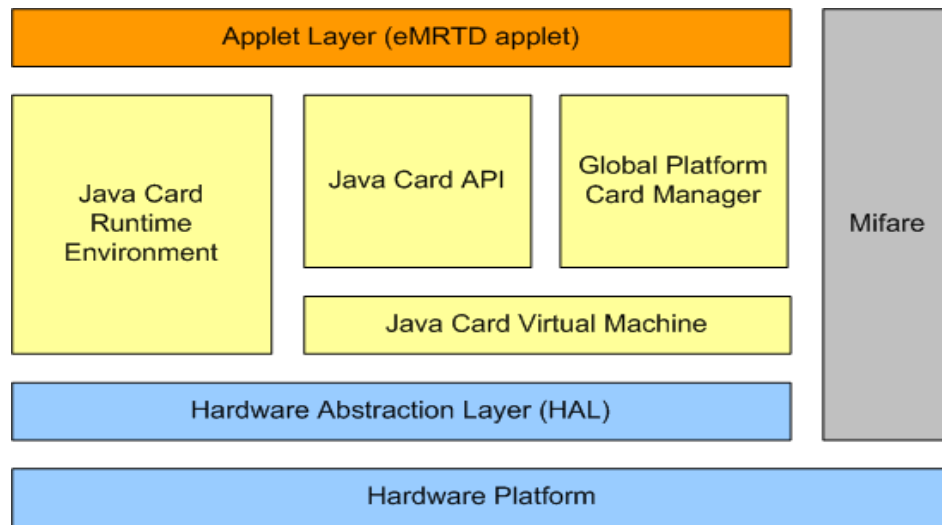 Applet Layer (eMRTD applet)
Java Card
Runtime
Environment
Java Card API
Global Platform
Card Manager
Mifare
Java Card Virtual Machine
Hardware Abstraction Layer (HAL)
Hardware Platform